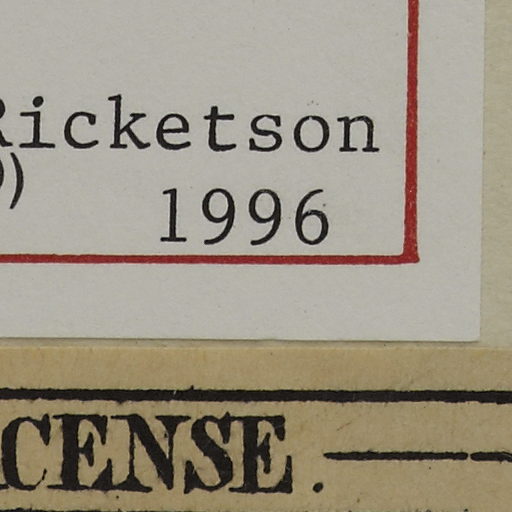 Ricketson
)
1996
CENSE.